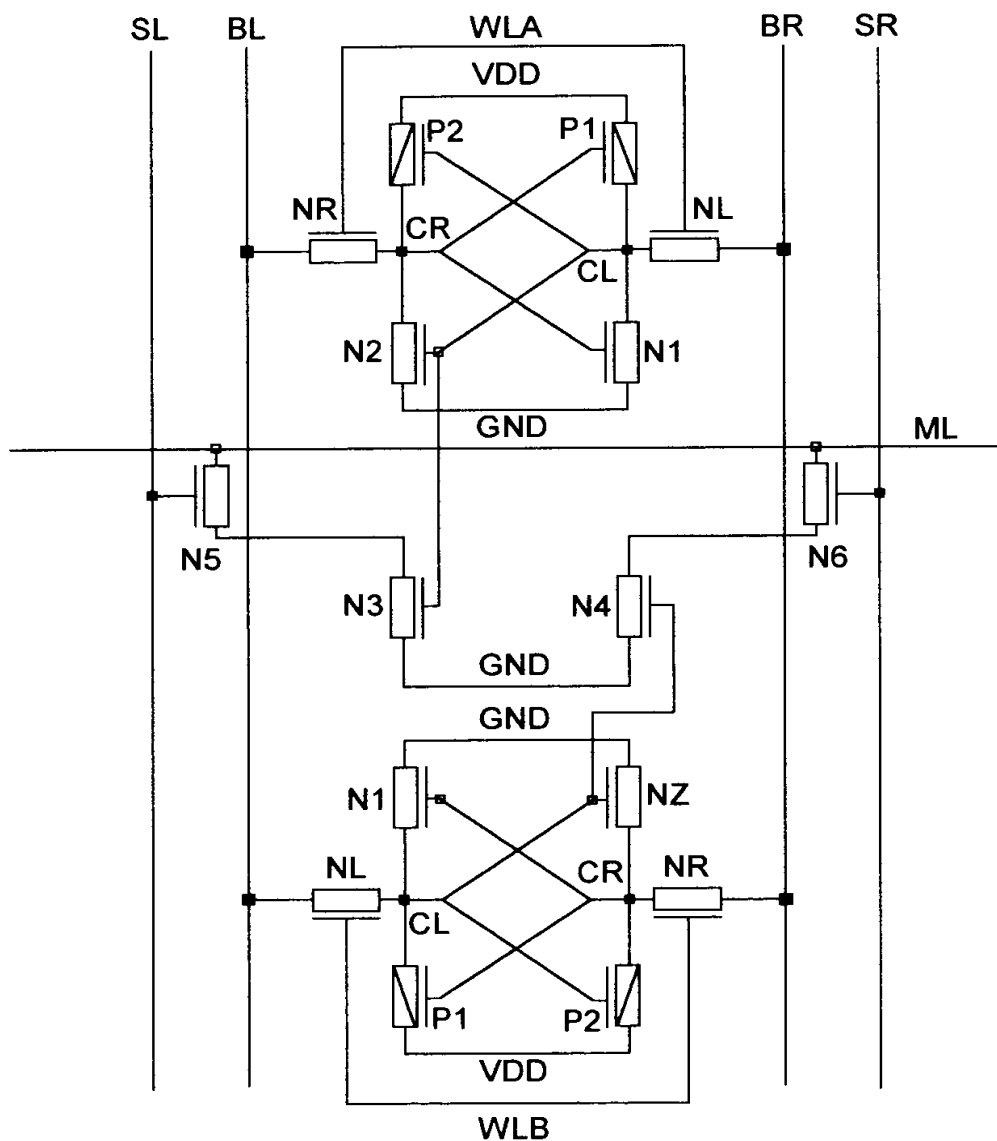 SL BL WLA BR SR
VDD
P2 P1
NR NL
CR
CL
N2 N1
GND
ML
N5 N6
N3 N4
GND
GND
N1 NZ
NL CR NR
CL
P1 P2
VDD
WLB